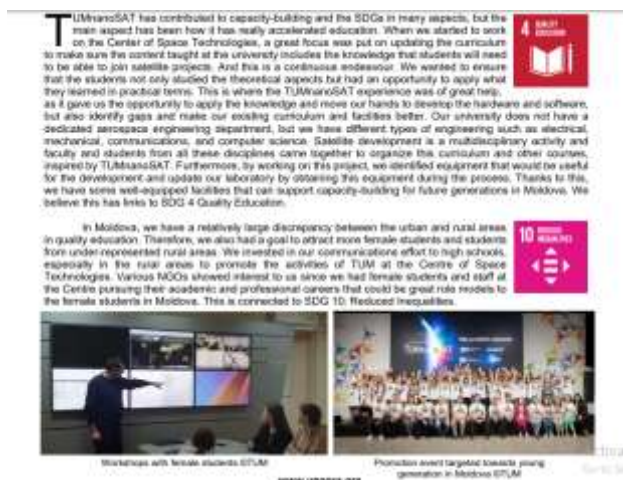 TUMnanoSAT has contributed to capacity-building and the SDGs in many aspects, but the
main aspect has been how it has really accelerated education. When we started to work
on the Center of Space Technologies, a great focus was put on updating the curriculum
to make sure the content taught at the university includes the knowledge that students will need
to be able to join satellite projects. And this is a continuous endeavour. We wanted to ensure
that the students not only studied the theoretical aspects but had an opportunity to apply what
they learned in practical terms. This is where the TUMnanoSAT experience was of great help,
as it gave us the opportunity to apply the knowledge and move our hands to develop the hardware and software,
but also identify gaps and make our existing curriculum and facilities better. Our university does not have a
dedicated aerospace engineering department, but we have different types of engineering such as electrical,
mechanical, communications, and computer science. Satellite development is a multidisciplinary activity and
faculty and students from all these disciplines came together to organize this curriculum and other courses,
inspired by TUMnanoSAT. Furthermore, by working on this project, we identified equipment that would be useful
for the development and update our laboratory by obtaining this equipment during the process. Thanks to this,
we have some well-equipped facilities that can support capacity-building for future generations in Moldova. We
believe this has links to SDG 4 Quality Education.
4 QUALITY
EDUCATION
In Moldova, we have a relatively large discrepancy between the urban and rural areas
in quality education. Therefore, we also had a goal to attract more female students and students
from under-represented rural areas. We invested in our communications effort to high schools,
especially in the rural areas to promote the activities of TUM at the Centre of Space
Technologies. Various NGOs showed interest to us since we had female students and staff at
the Centre pursuing their academic and professional careers that could be great role models to
the female students in Moldova. This is connected to SDG 10: Reduced Inequalities.
10 REDUCED
INEQUALITIES
Workshops with female students ©TUM
Promotion event targeted towards young
generation in Moldova ©TUM